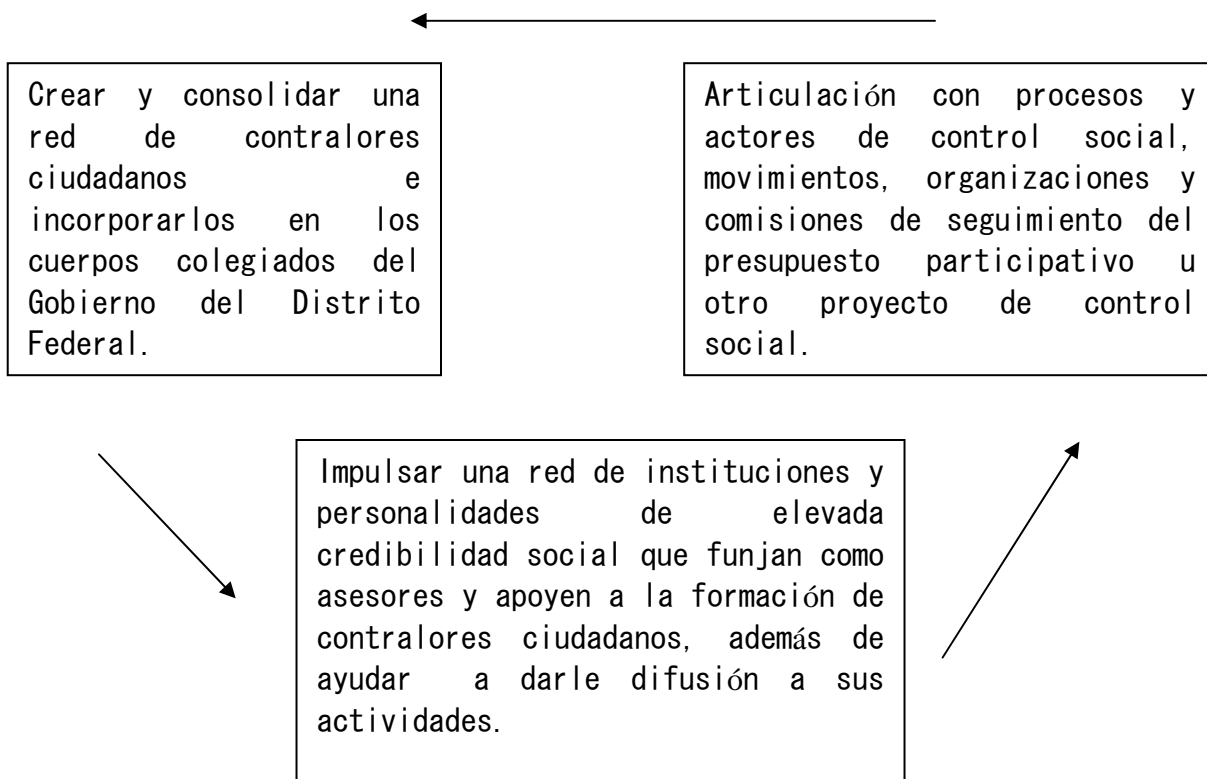 Crear y consolidar una
red de contralores
ciudadanos e
incorporarlos en los
cuerpos colegiados del
Gobierno del Distrito
Federal.
Articulación con procesos y
actores de control social,
movimientos, organizaciones y
comisiones de seguimiento del
presupuesto participativo u
otro proyecto de control
social.
Impulsar una red de instituciones y
personalidades de elevada
credibilidad social que funjan como
asesores y apoyen a la formación de
contralores ciudadanos, además de
ayudar a darle difusión a sus
actividades.